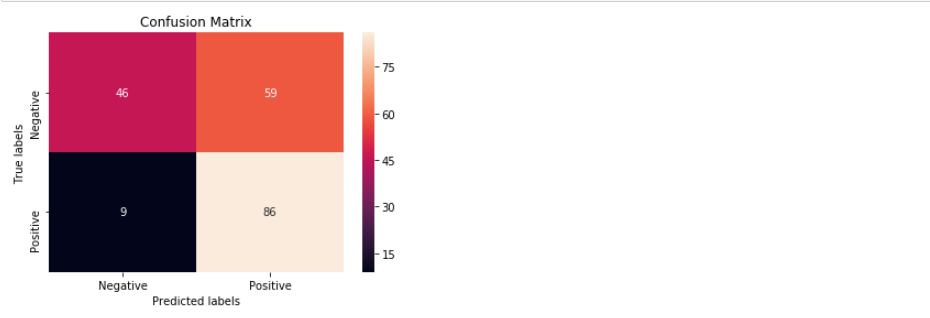 Confusion Matrix
46 59
9 86
True labels
Negative
Positive
Negative Positive
Predicted labels
75
60
45
30
15